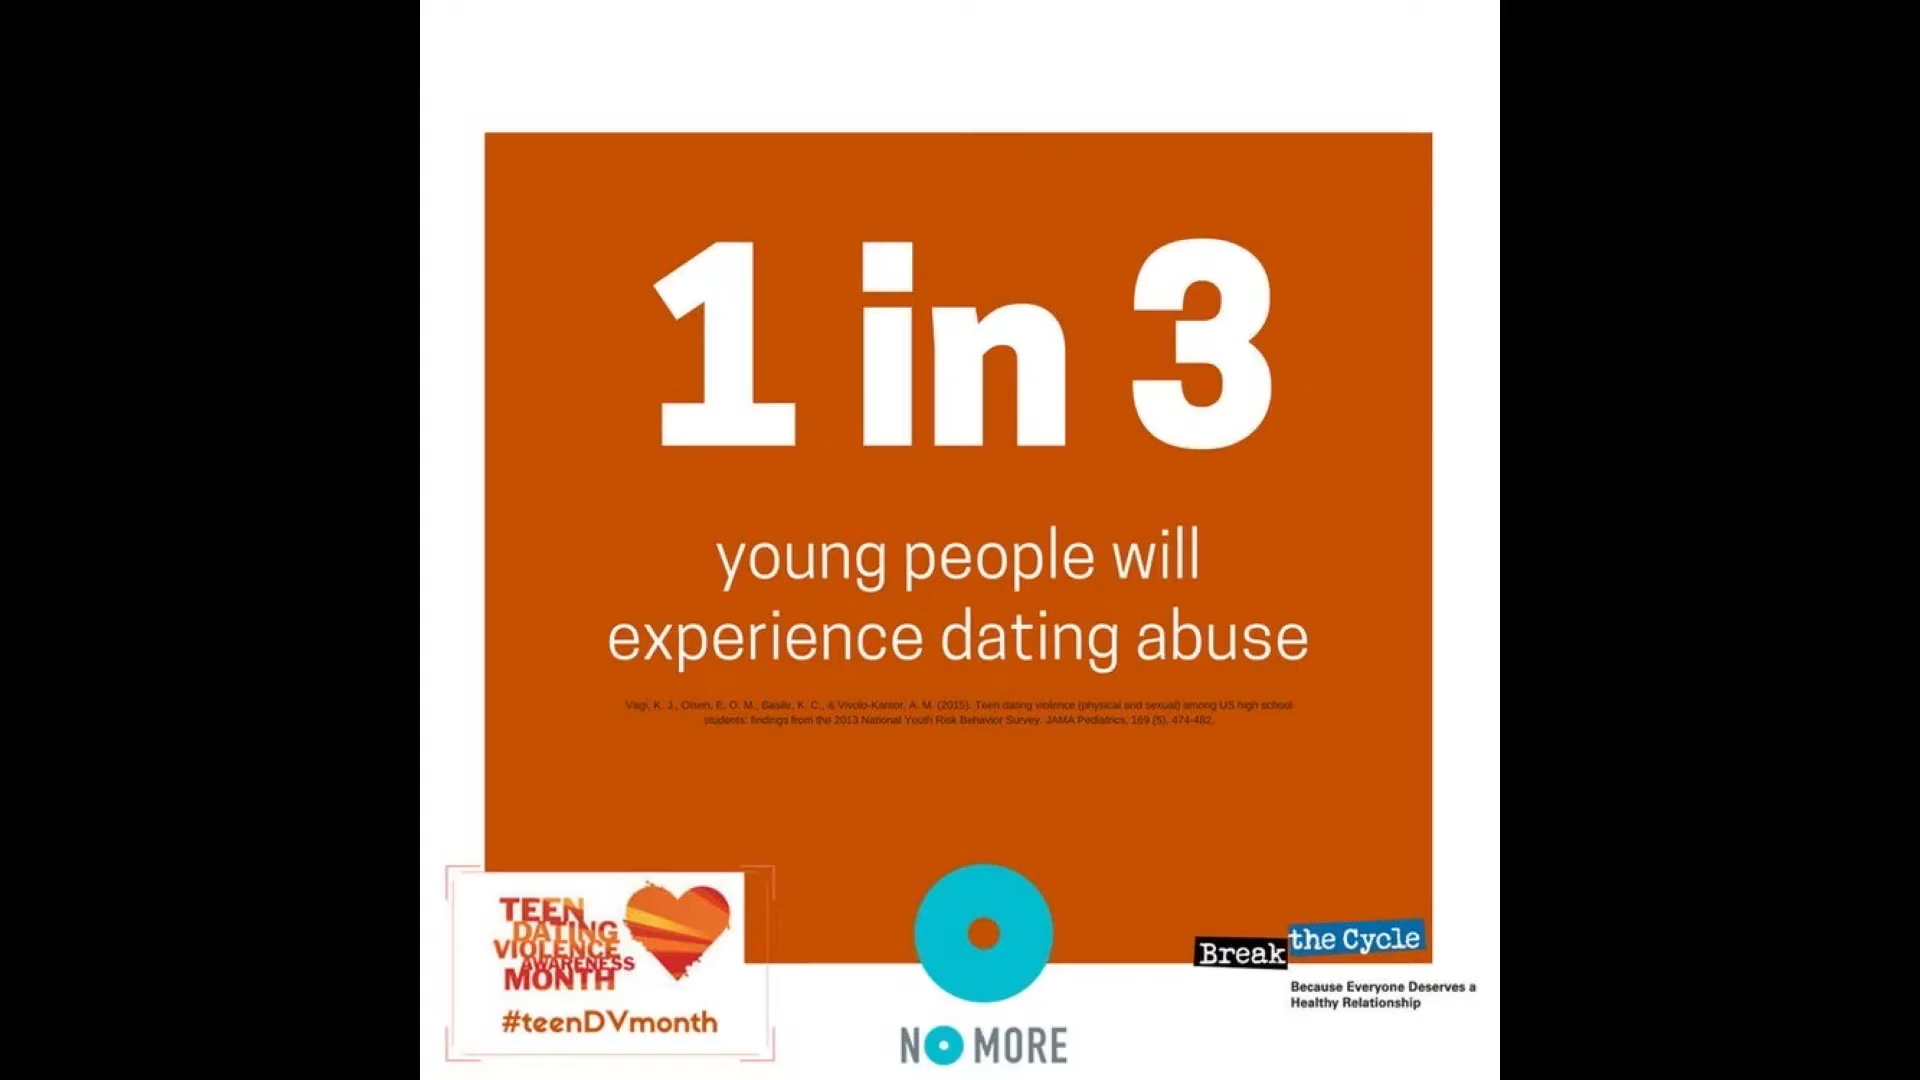 1 in 3
young people will
experience dating abuse
Vagi, K. J., Olsen, E. O. M., Basile, K. C., & Vivolo-Kantor, A. M. (2015). Teen dating violence (physical and sexual) among US high school
students: findings from the 2013 National Youth Risk Behavior Survey. JAMA Pediatrics, 169 (5), 474-482.
TEEN
DATING
VIOLENCE
AWARENESS
MONTH
#teenDVmonth
NO MORE
Break the Cycle
Because Everyone Deserves a
Healthy Relationship